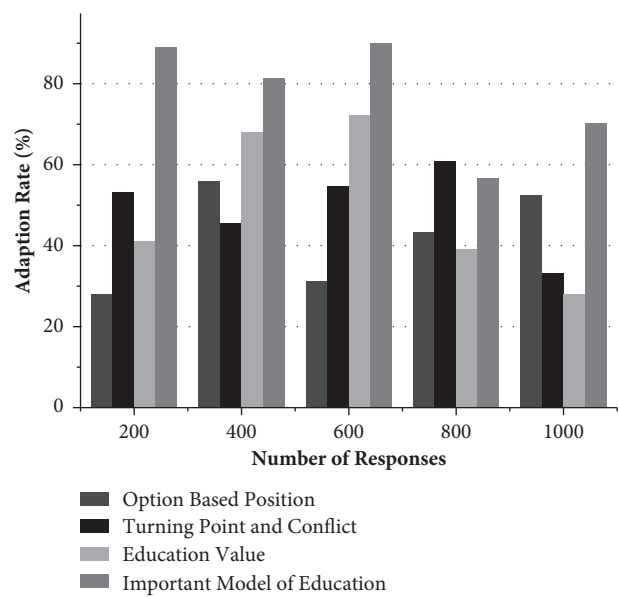 80
60
40
20
0
Adaption Rate (%)
200 400 600 800 1000
Number of Responses
Option Based Position
Turning Point and Conflict
Education Value
Important Model of Education